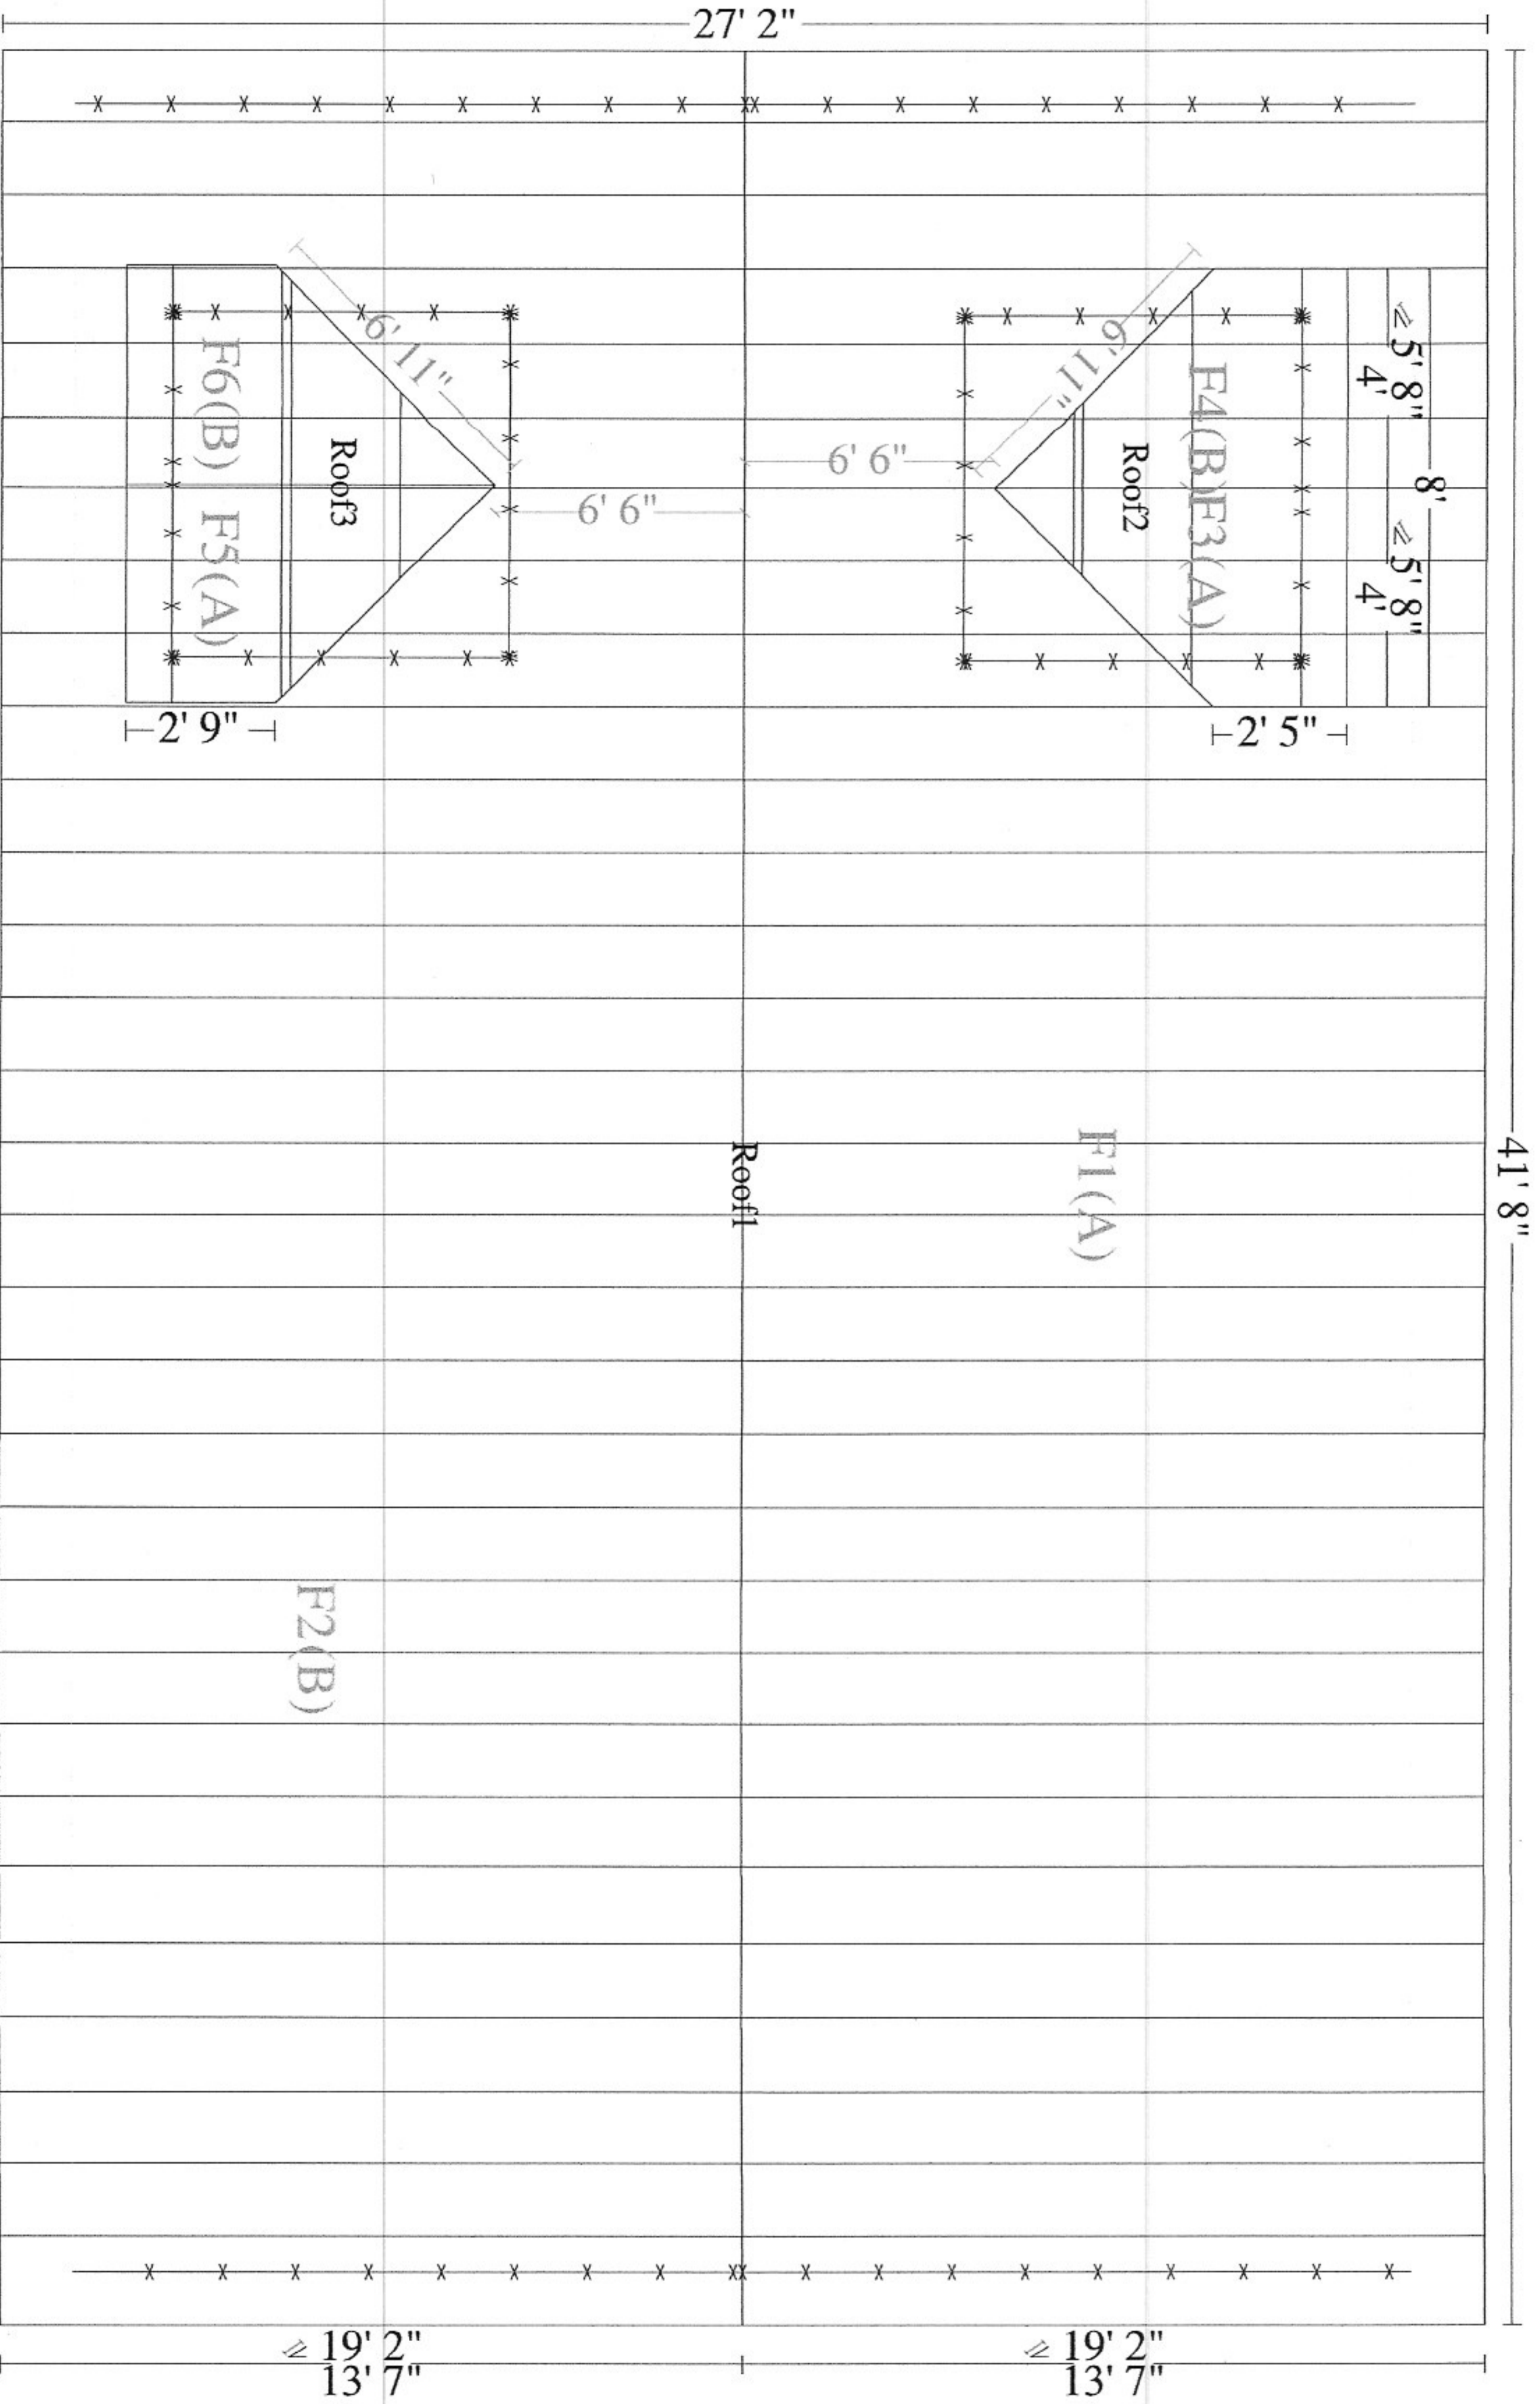 27' 2"
6' 11"
6' 11"
5' 8"
4'
8'
5' 8"
4'
F6(B)
F5(A)
Roof3
6' 6"
6' 6"
Roof2
F4(B)F3(A)
2' 9"
2' 5"
41' 8"
Roof1
F1(A)
F2(B)
19' 2"
13' 7"
19' 2"
13' 7"